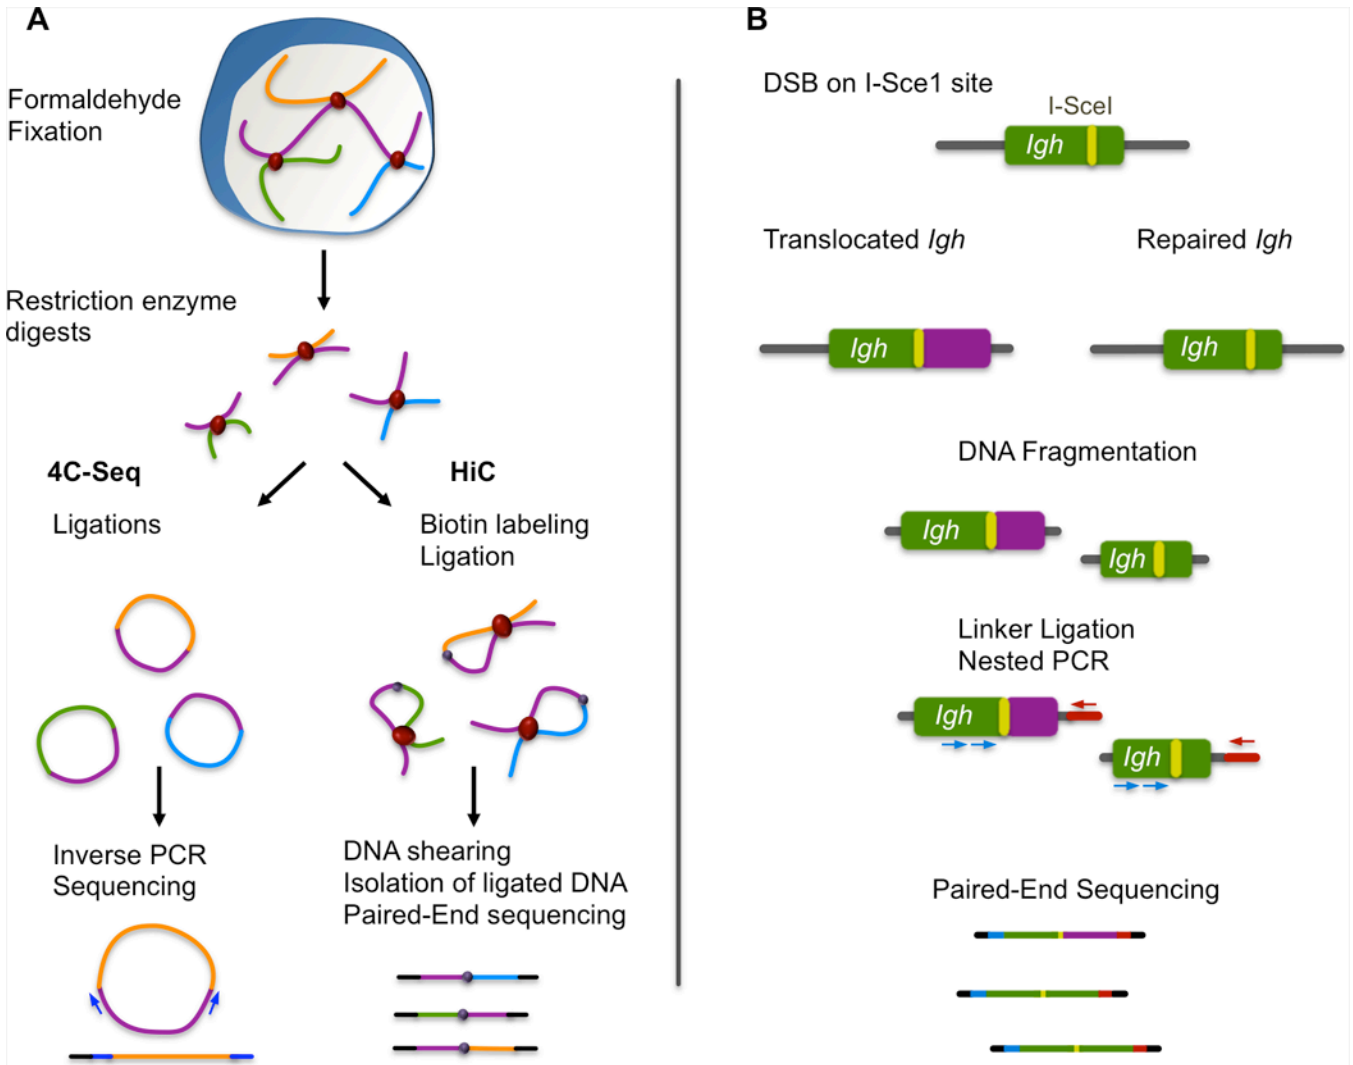 A
Formaldehyde
Fixation
Restriction enzyme
digests
4C-Seq
HiC
Ligations
Biotin labeling
Ligation
Inverse PCR
Sequencing
DNA shearing
Isolation of ligated DNA
Paired-End sequencing
B
DSB on I-Sce1 site
I-SceI
Igh
Translocated Igh
Repaired Igh
Igh
Igh
DNA Fragmentation
Igh
Igh
Linker Ligation
Nested PCR
Igh
Igh
Paired-End Sequencing